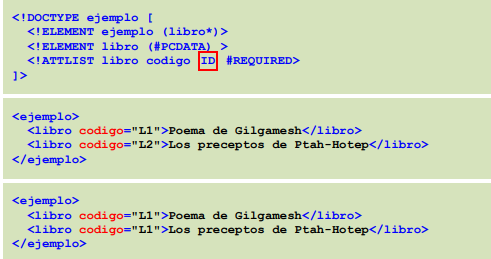 <!DOCTYPE ejemplo [
<!ELEMENT ejemplo (libro*)>
<!ELEMENT libro (#PCDATA) >
<!ATTLIST libro codigo ID #REQUIRED>
]>
<ejemplo>
<libro codigo="L1">Poema de Gilgamesh</libro>
<libro codigo="L2">Los preceptos de Ptah-Hotep</libro>
</ejemplo>
<ejemplo>
<libro codigo="L1">Poema de Gilgamesh</libro>
<libro codigo="L1">Los preceptos de Ptah-Hotep</libro>
</ejemplo>